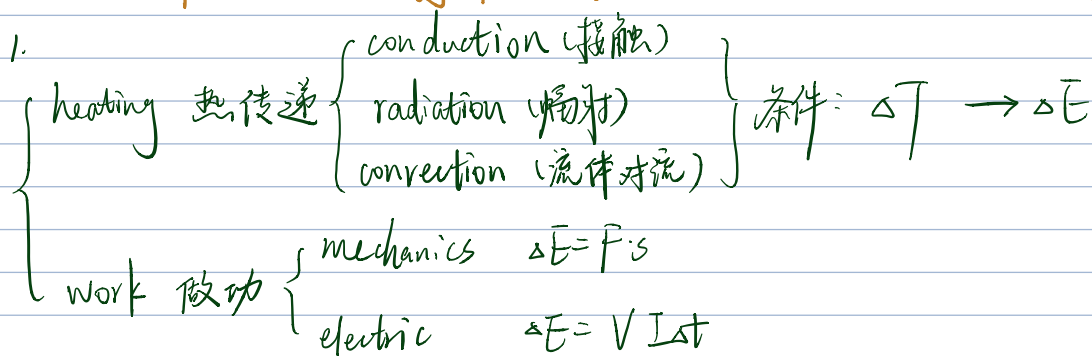 1.
conduction (接触)
heating 热传递 radiation (辐射) 条件: ΔT → ΔE
convection (流体对流)
mechanics ΔE = F·s
work 做功
electric ΔE = V I Δt